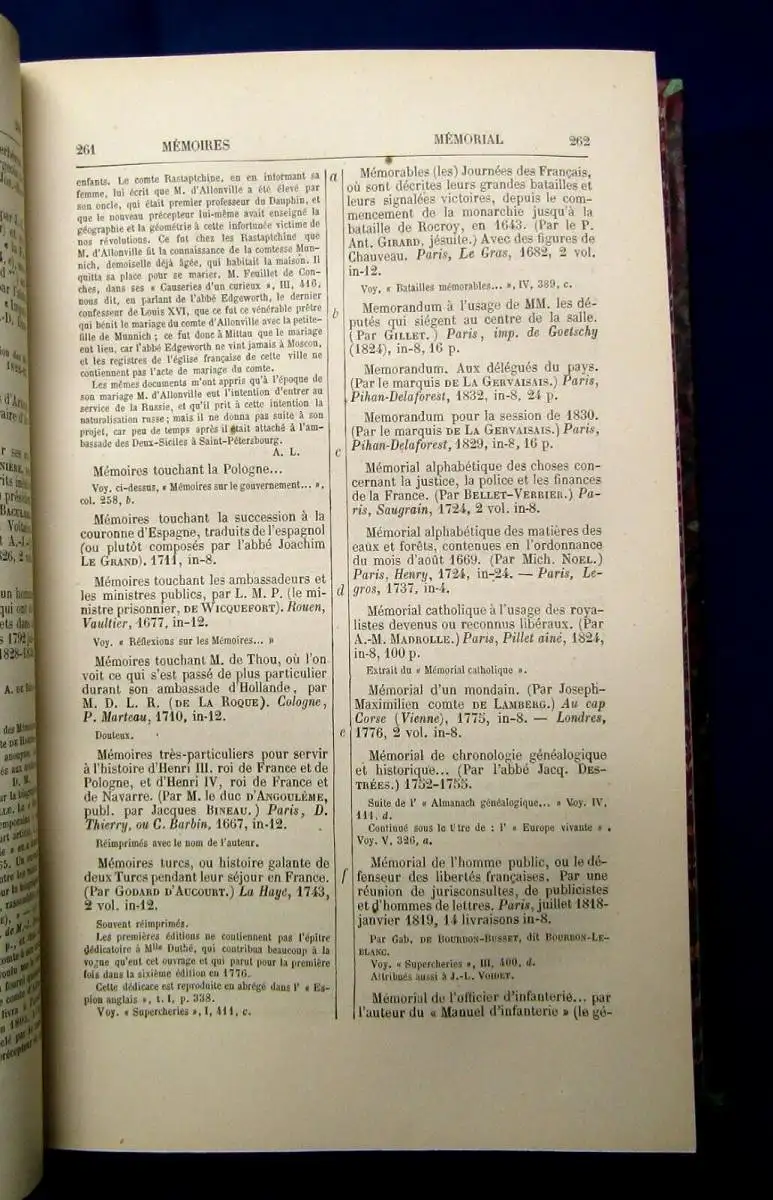 261 MÉMOIRES
enfants. Le comte Rastaptchine, en en informant sa
femme, lui écrit que M. d'Allonville a été élevé par
son oncle, qui était premier professeur du Dauphin, et
que le nouveau précepteur lui-même avait enseigné la
géographie et la géométrie à cette infortunée victime de
nos révolutions. Ce fut chez les Rastaptchine que
M. d'Allonville fit la connaissance de la comtesse Mun-
nich, demoiselle déjà âgée, qui habitait la maison. Il
quitta sa place pour se marier. M. Feuillet de Con-
ches, dans ses « Causeries d'un curieux », III, 416,
nous dit, en parlant de l'abbé Edgeworth, le dernier
confesseur de Louis XVI, que ce fut ce vénérable prêtre
qui bénit le mariage du comte d'Allonville avec la petite-
fille de Munnich ; ce fut donc à Mittau que le mariage
eut lieu, car l'abbé Edgeworth ne vint jamais à Moscou,
et les registres de l'église française de cette ville ne
contiennent pas l'acte de mariage du comte.
Les mêmes documents m'ont appris qu'à l'époque de
son mariage M. d'Allonville eut l'intention d'entrer au
service de la Russie, et qu'il prit à cette intention la
naturalisation russe ; mais il ne donna pas suite à son
projet, car peu de temps après il était attaché à l'am-
bassade des Deux-Siciles à Saint-Pétersbourg.
A. L.
Mémoires touchant la Pologne...
Voy. ci-dessus, « Mémoires sur le gouvernement... »,
col. 258, b.
Mémoires touchant la succession à la
couronne d'Espagne, traduits de l'espagnol
(ou plutôt composés par l'abbé Joachim
LE GRAND). 1711, in-8.
Mémoires touchant les ambassadeurs et
les ministres publics, par L. M. P. (le mi-
nistre prisonnier, DE WICQUEFORT). Rouen,
Vaultier, 1677, in-12.
Voy. « Réflexions sur les Mémoires... »
Mémoires touchant M. de Thou, où l'on
voit ce qui s'est passé de plus particulier
durant son ambassade d'Hollande, par
M. D. L. R. (DE LA ROQUE). Cologne,
P. Marteau, 1710, in-12.
Douteux.
Mémoires très-particuliers pour servir
à l'histoire d'Henri III, roi de France et de
Pologne, et d'Henri IV, roi de France et
de Navarre. (Par M. le duc D'ANGOULÊME,
publ. par Jacques BINEAU.) Paris, D.
Thierry, ou C. Barbin, 1667, in-12.
Réimprimés avec le nom de l'auteur.
Mémoires turcs, ou histoire galante de
deux Turcs pendant leur séjour en France.
(Par GODARD D'AUCOURT.) La Haye, 1743,
2 vol. in-12.
Souvent réimprimés.
Les premières éditions ne contiennent pas l'épître
dédicatoire à Mlle Duthé, qui contribua beaucoup à la
vogue qu'eut cet ouvrage et qui parut pour la première
fois dans la sixième édition en 1776.
Cette dédicace est reproduite en abrégé dans l' « Es-
pion anglais », t. I, p. 338.
Voy. « Supercheries », I, 411, c.
a
b
c
d
e
f
MÉMORIAL 262
Mémorables (les) Journées des Français,
où sont décrites leurs grandes batailles et
leurs signalées victoires, depuis le com-
mencement de la monarchie jusqu'à la
bataille de Rocroy, en 1643. (Par le P.
Ant. GIRARD, jésuite.) Avec des figures de
Chauveau. Paris, Le Gras, 1682, 2 vol.
in-12.
Voy. « Batailles mémorables... », IV, 389, c.
Memorandum à l'usage de MM. les dé-
putés qui siégent au centre de la salle.
(Par GILLET.) Paris, imp. de Goetschy
(1824), in-8, 16 p.
Memorandum. Aux délégués du pays.
(Par le marquis DE LA GERVAISAIS.) Paris,
Pihan-Delaforest, 1832, in-8, 24 p.
Memorandum pour la session de 1830.
(Par le marquis DE LA GERVAISAIS.) Paris,
Pihan-Delaforest, 1829, in-8, 16 p.
Mémorial alphabétique des choses con-
cernant la justice, la police et les finances
de la France. (Par BELLET-VERRIER.) Pa-
ris, Saugrain, 1724, 2 vol. in-8.
Mémorial alphabétique des matières des
eaux et forêts, contenues en l'ordonnance
du mois d'août 1669. (Par Mich. NOEL.)
Paris, Henry, 1724, in-24. — Paris, Le-
gros, 1737, in-4.
Mémorial catholique à l'usage des roya-
listes devenus ou reconnus libéraux. (Par
A.-M. MADROLLE.) Paris, Pillet aîné, 1824,
in-8, 100 p.
Extrait du « Mémorial catholique ».
Mémorial d'un mondain. (Par Joseph-
Maximilien comte DE LAMBERG.) Au cap
Corse (Vienne), 1775, in-8. — Londres,
1776, 2 vol. in-8.
Mémorial de chronologie généalogique
et historique... (Par l'abbé Jacq. DES-
TRÉES.) 1752-1755.
Suite de l' « Almanach généalogique... » Voy. IV,
111, d.
Continué sous le titre de : l' « Europe vivante ».
Voy. V, 326, a.
Mémorial de l'homme public, ou le dé-
fenseur des libertés françaises. Par une
réunion de jurisconsultes, de publicistes
et d'hommes de lettres. Paris, juillet 1818-
janvier 1819, 14 livraisons in-8.
Par Gab. DE BOURBON-BUSSET, dit BOURBON-LE-
BLANC.
Voy. « Supercheries », III, 400, d.
Attribués aussi à J.-L. VOIDET.
Mémorial de l'officier d'infanterie... par
l'auteur du « Manuel d'infanterie » (le gé-